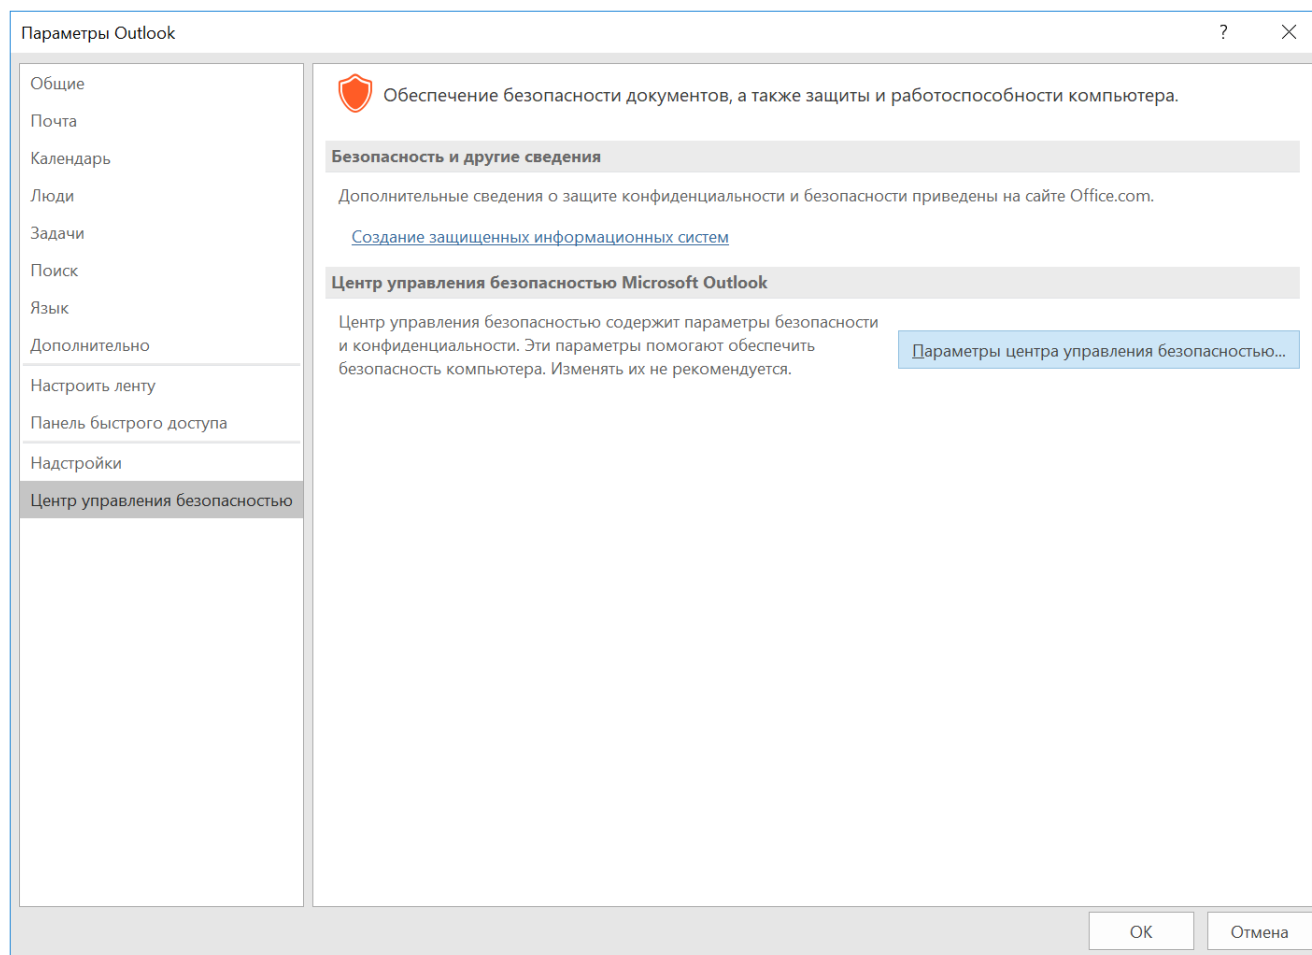 Параметры Outlook
?
Общие
Почта
Календарь
Люди
Задачи
Поиск
Язык
Дополнительно
Настроить ленту
Панель быстрого доступа
Надстройки
Центр управления безопасностью
Обеспечение безопасности документов, а также защиты и работоспособности компьютера.
Безопасность и другие сведения
Дополнительные сведения о защите конфиденциальности и безопасности приведены на сайте Office.com.
Создание защищенных информационных систем
Центр управления безопасностью Microsoft Outlook
Центр управления безопасностью содержит параметры безопасности
и конфиденциальности. Эти параметры помогают обеспечить
безопасность компьютера. Изменять их не рекомендуется.
Параметры центра управления безопасностью...
ОК
Отмена